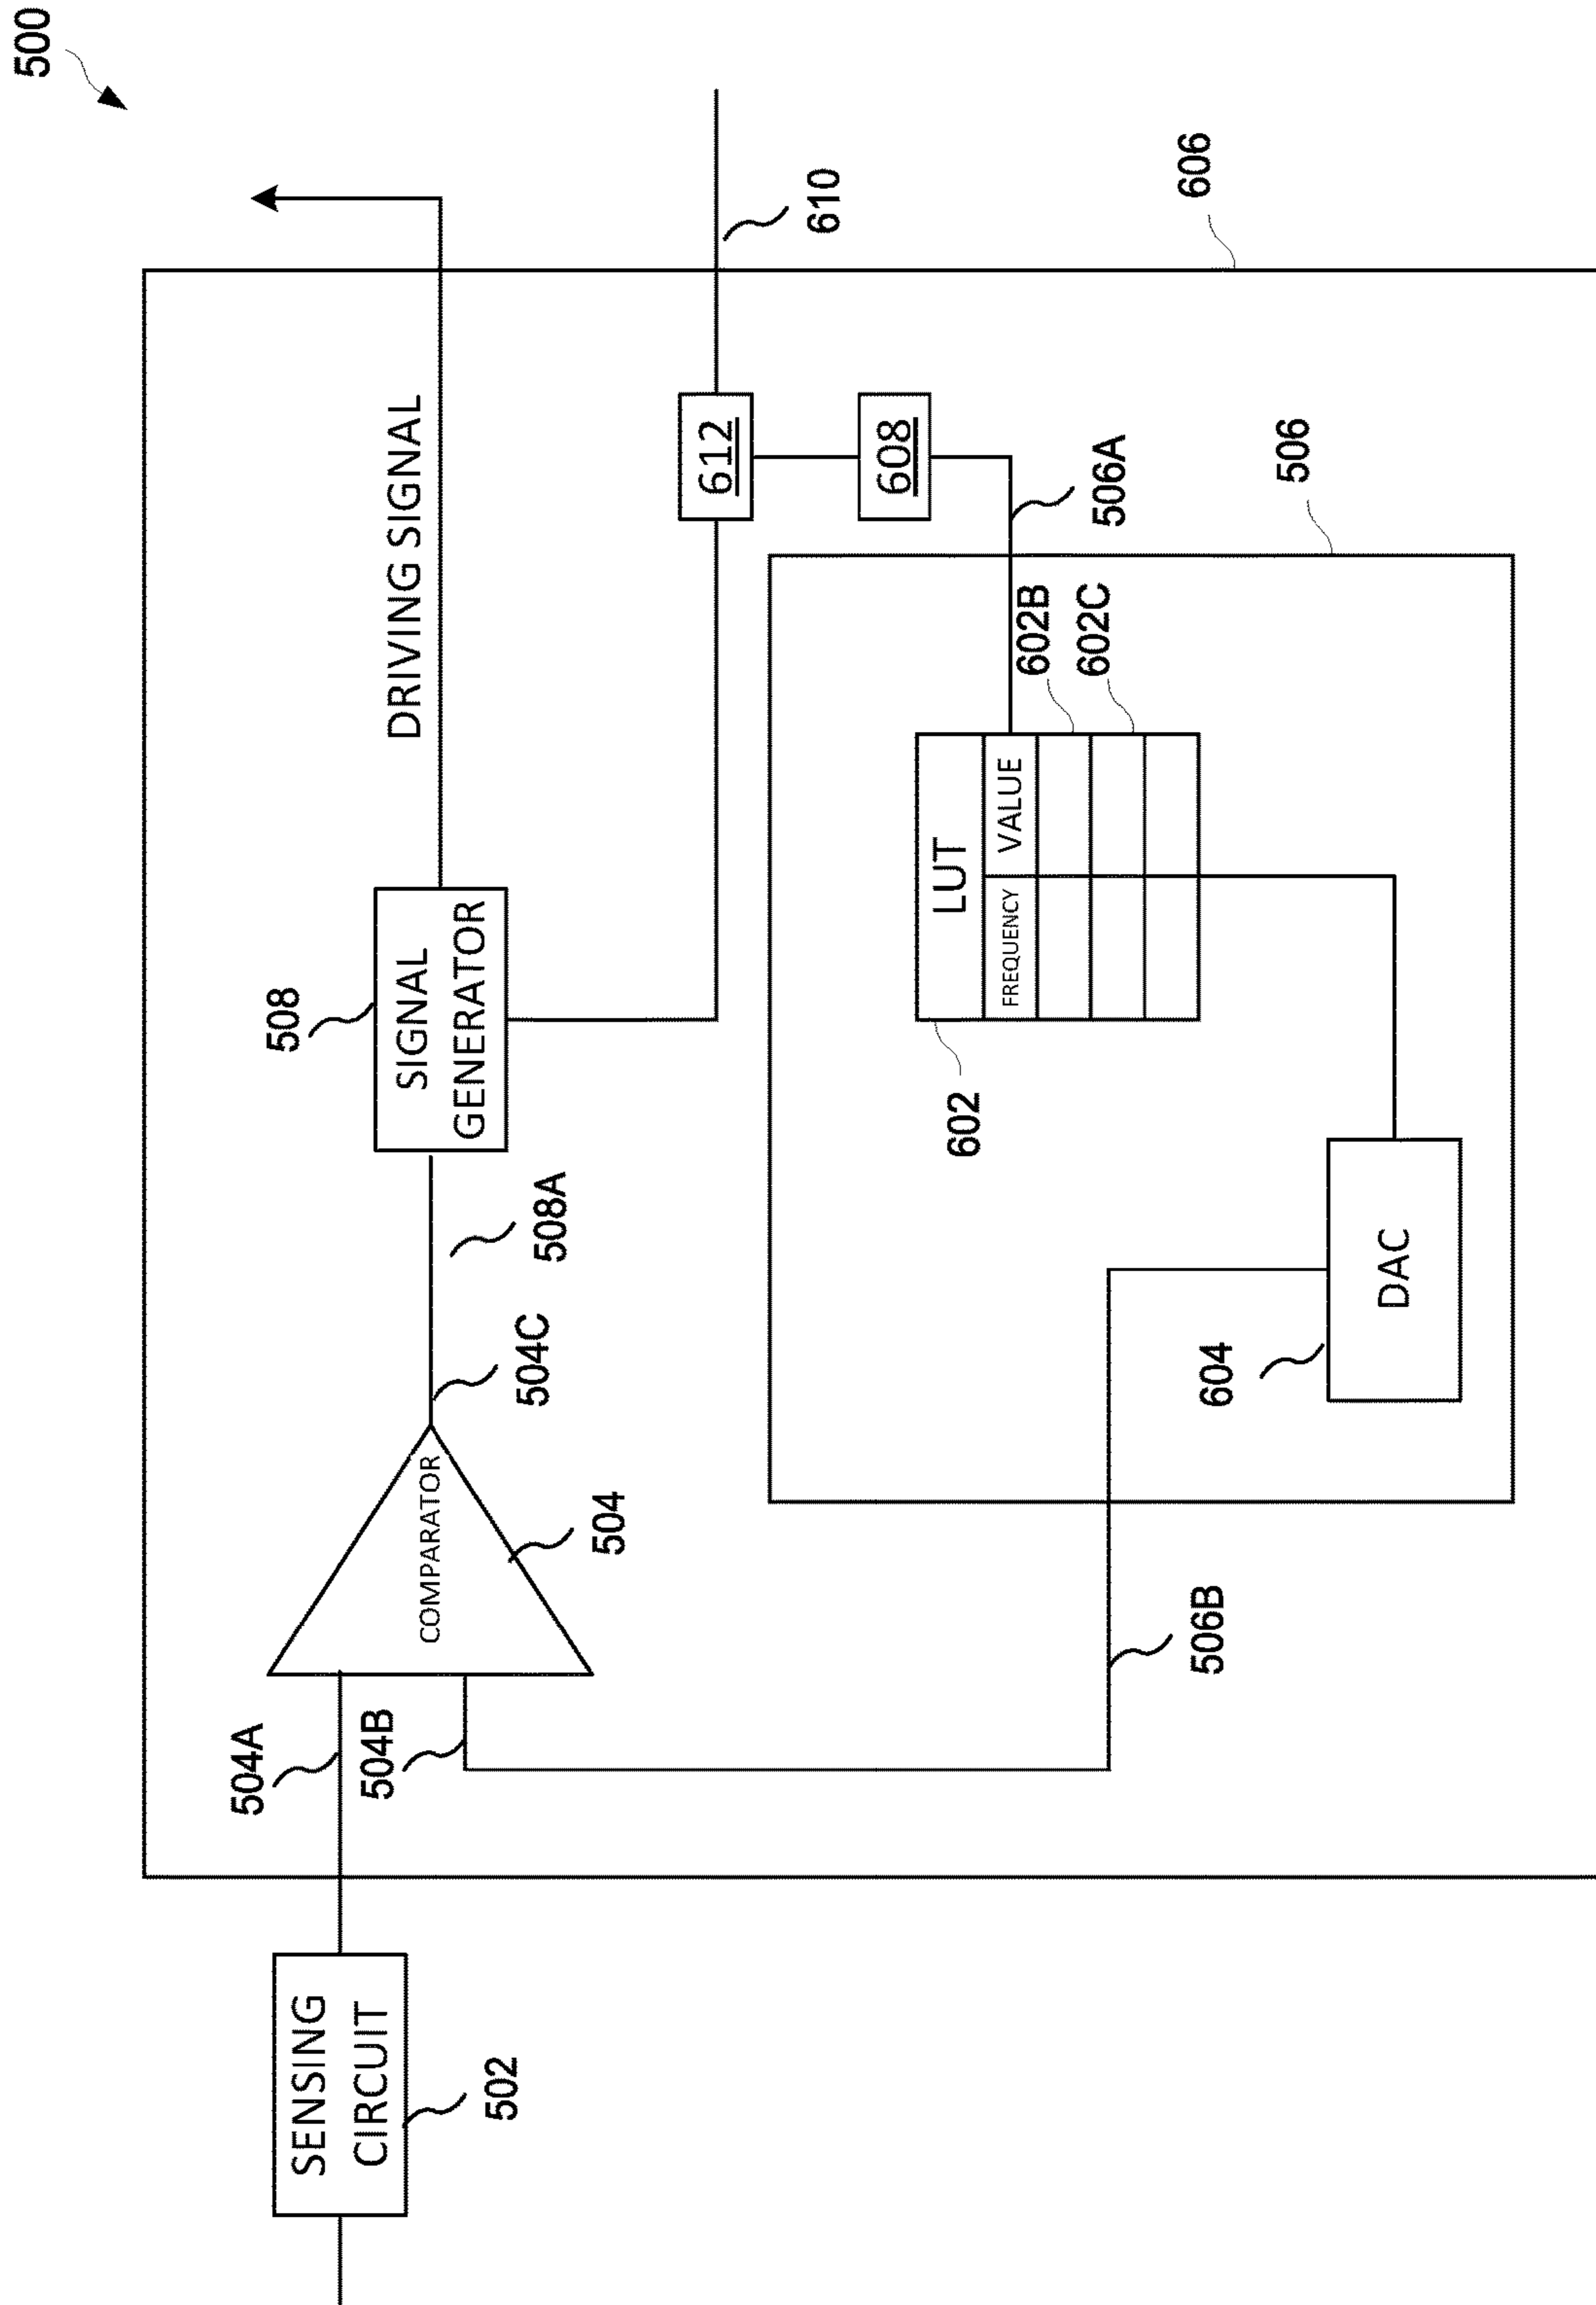 500
606
DRIVING SIGNAL
610
612
608
506A
506
508
SIGNAL
GENERATOR
602B
602C
LUT
FREQUENCY
VALUE
602
508A
504C
COMPARATOR
504
604
DAC
504A
504B
506B
SENSING
CIRCUIT
502